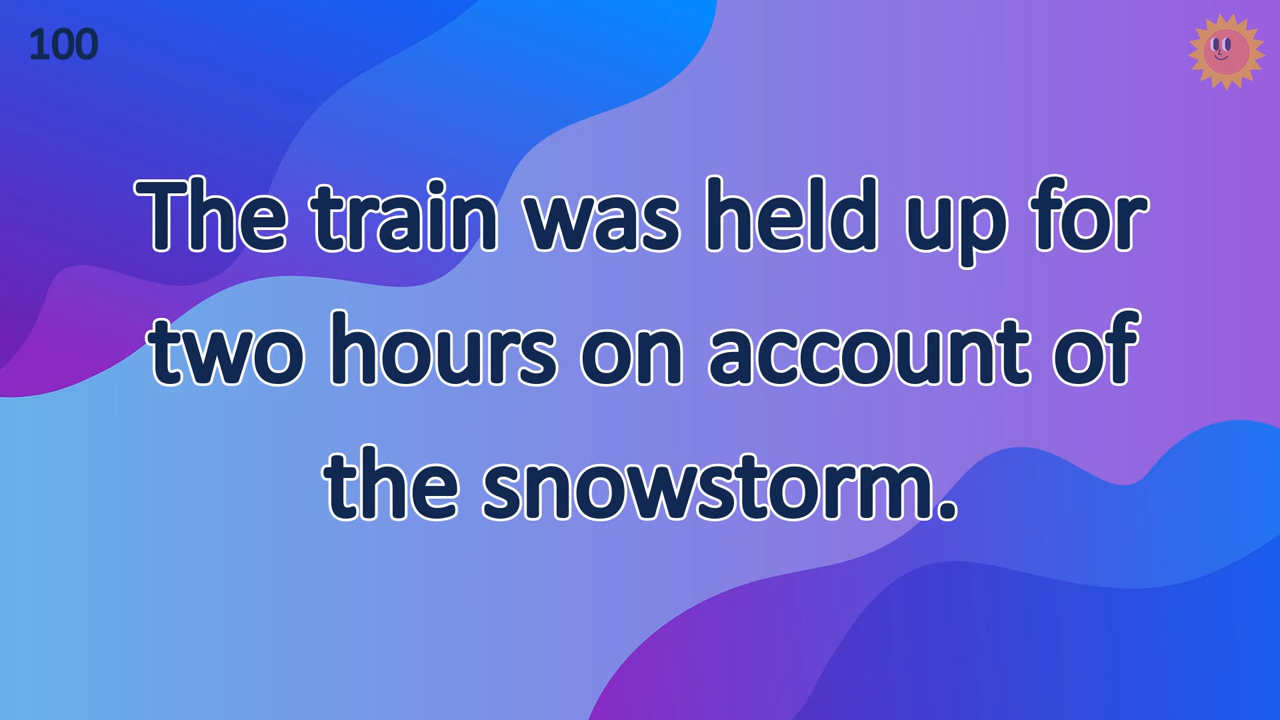 100
The train was held up for
two hours on account of
the snowstorm.